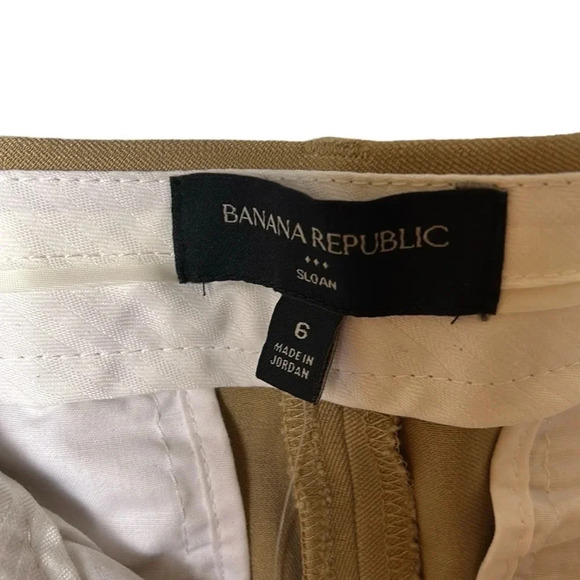 BANANA REPUBLIC
SLOAN
6
MADE IN
JORDAN